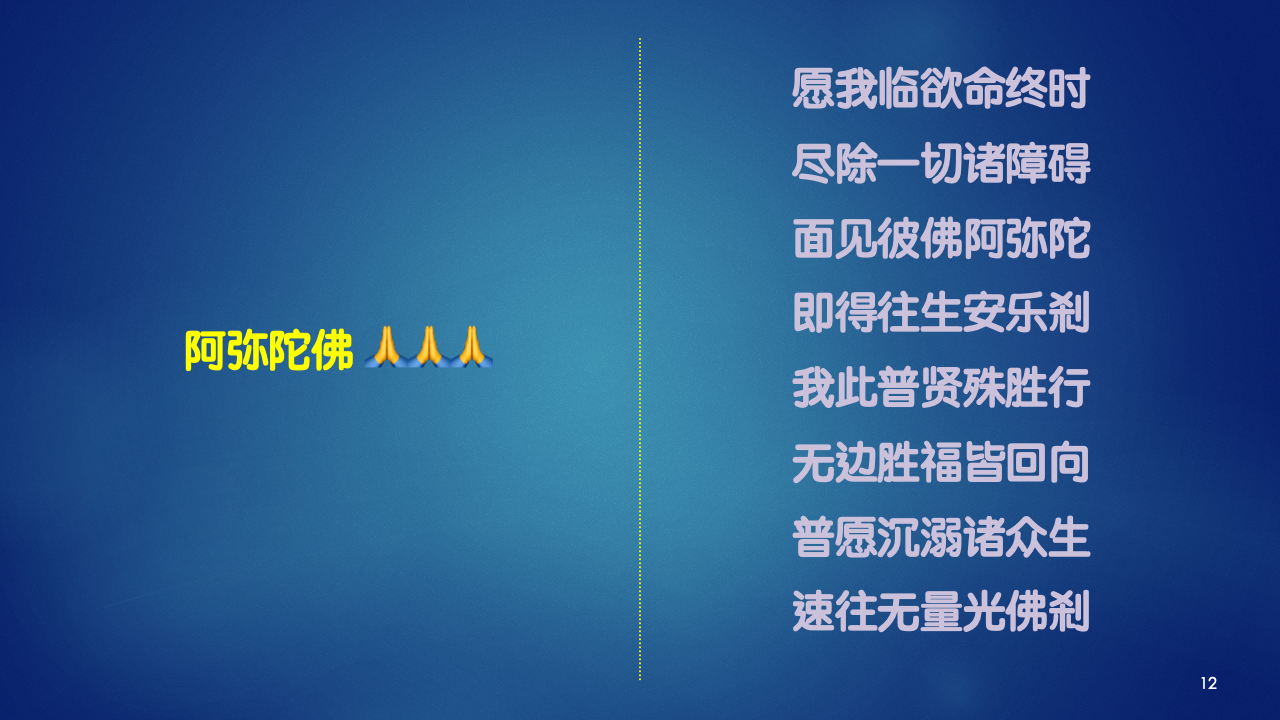 阿弥陀佛 🙏🙏🙏
愿我临欲命终时
尽除一切诸障碍
面见彼佛阿弥陀
即得往生安乐刹
我此普贤殊胜行
无边胜福皆回向
普愿沉溺诸众生
速往无量光佛刹
12